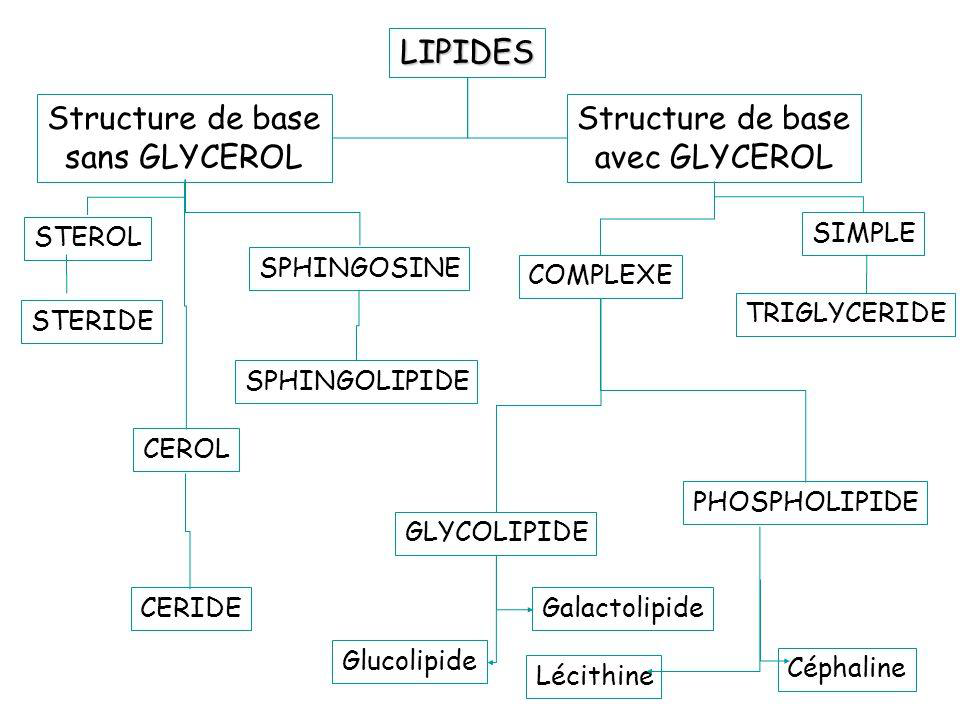 LIPIDES
Structure de base
sans GLYCEROL
Structure de base
avec GLYCEROL
STEROL
SIMPLE
SPHINGOSINE
COMPLEXE
STERIDE
TRIGLYCERIDE
SPHINGOLIPIDE
CEROL
PHOSPHOLIPIDE
GLYCOLIPIDE
CERIDE
Galactolipide
Glucolipide
Lécithine
Céphaline